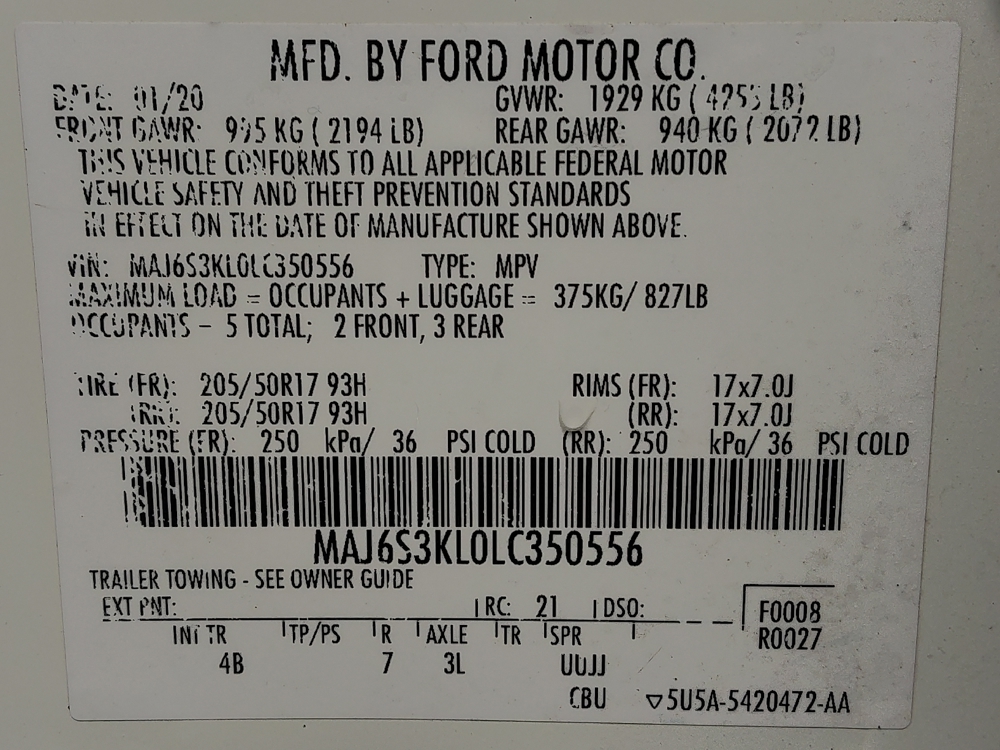 MFD. BY FORD MOTOR CO.
DATE: 01/20 GVWR: 1929 KG ( 4253 LB)
FRONT GAWR: 995 KG ( 2194 LB) REAR GAWR: 940 KG ( 2072 LB)
THIS VEHICLE CONFORMS TO ALL APPLICABLE FEDERAL MOTOR
VEHICLE SAFETY AND THEFT PREVENTION STANDARDS
IN EFFECT ON THE DATE OF MANUFACTURE SHOWN ABOVE.
VIN: MAJ6S3KL0LC350556 TYPE: MPV
MAXIMUM LOAD = OCCUPANTS + LUGGAGE = 375KG/ 827LB
OCCUPANTS - 5 TOTAL; 2 FRONT, 3 REAR
TIRE (FR): 205/50R17 93H RIMS (FR): 17x7.0J
(RR): 205/50R17 93H (RR): 17x7.0J
PRESSURE (FR): 250 kPa/ 36 PSI COLD (RR): 250 kPa/ 36 PSI COLD
MAJ6S3KL0LC350556
TRAILER TOWING - SEE OWNER GUIDE
EXT PNT: RC: 21 DSO: F0008
R0027
INT TR TP/PS R AXLE TR SPR
4B 7 3L UUJJ
CBU ▽5U5A-5420472-AA